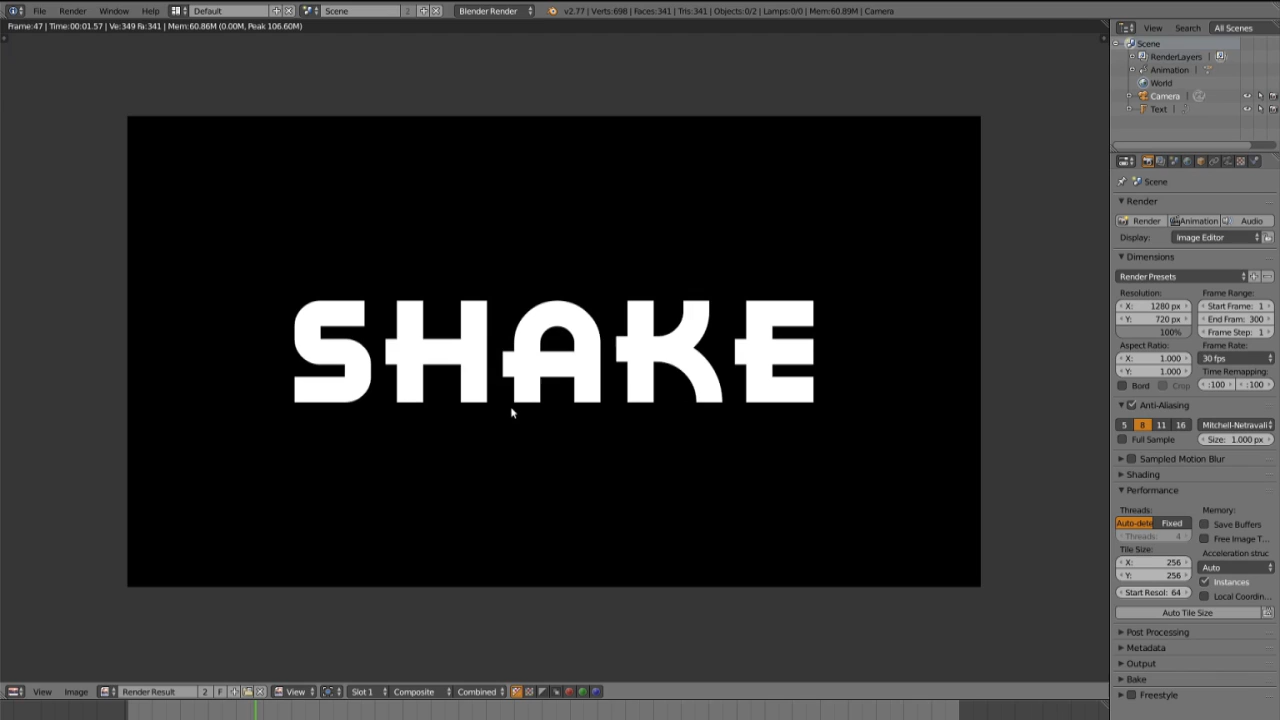 File Render Window Help Default Scene 2 Blender Render v2.77 | Verts:698 | Faces:341 | Tris:341 | Objects:0/2 | Lamps:0/0 | Mem:60.89M | Camera
Frame:47 | Time:00:01.57 | Ve:349 Fa:341 | Mem:60.86M (0.00M, Peak 106.60M)
SHAKE
View Image Render Result 2 F View Slot 1 Composite Combined
View Search All Scenes
Scene
RenderLayers |
Animation |
World
Camera |
Text |
Scene
Render
Render Animation Audio
Display: Image Editor
Dimensions
Render Presets
Resolution: Frame Range:
X: 1280 px Start Frame: 1
Y: 720 px End Fram: 300
100% Frame Step: 1
Aspect Ratio: Frame Rate:
X: 1.000 30 fps
Y: 1.000 Time Remapping:
Bord Crop :100 :100
Anti-Aliasing
5 8 11 16 Mitchell-Netravali
Full Sample Size: 1.000 px
Sampled Motion Blur
Shading
Performance
Threads: Memory:
Auto-dete Fixed Save Buffers
Threads: 4 Free Image T...
Tile Size: Acceleration struc
X: 256 Auto
Y: 256 Instances
Start Resol: 64 Local Coordin...
Auto Tile Size
Post Processing
Metadata
Output
Bake
Freestyle